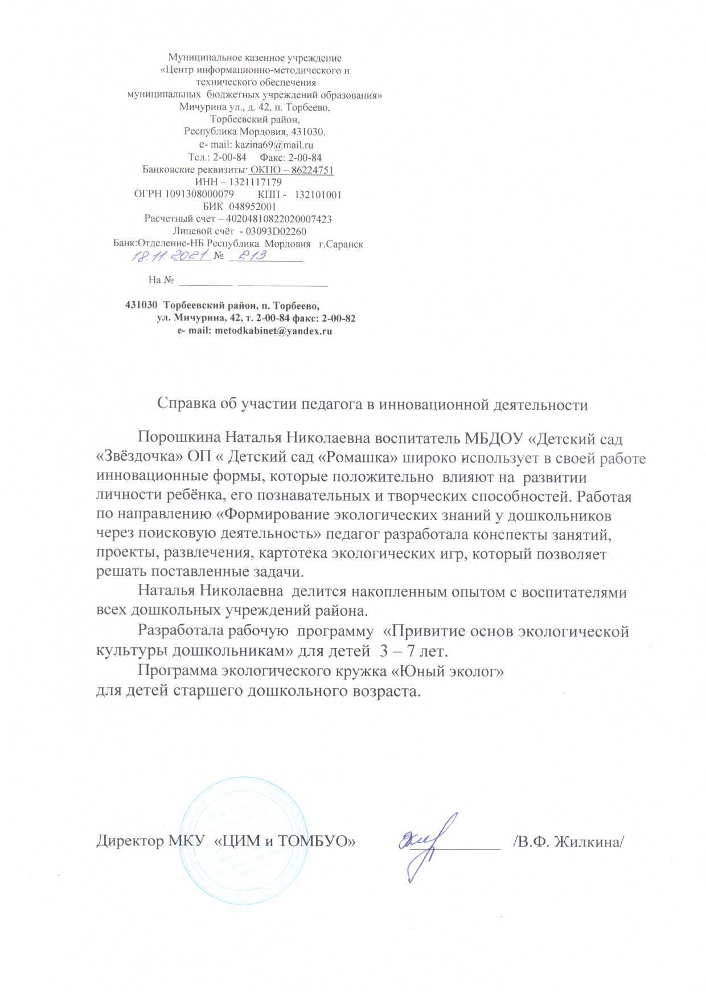 Муниципальное казенное учреждение
«Центр информационно-методического и
технического обеспечения
муниципальных бюджетных учреждений образования»
Мичурина ул., д. 42, п. Торбеево,
Торбеевский район,
Республика Мордовия, 431030.
e- mail: kazina69@mail.ru
Тел.: 2-00-84 Факс: 2-00-84
Банковские реквизиты: ОКПО – 86224751
ИНН – 1321117179
ОГРН 1091308000079 КПП - 132101001
БИК 048952001
Расчетный счет – 40204810822020007423
Лицевой счёт - 03093D02260
Банк:Отделение-НБ Республика Мордовия г.Саранск
18.11 2021 № 213
На № __________ _________________
431030 Торбеевский район, п. Торбеево,
ул. Мичурина, 42, т. 2-00-84 факс: 2-00-82
e- mail: metodkabinet@yandex.ru
Справка об участии педагога в инновационной деятельности
Порошкина Наталья Николаевна воспитатель МБДОУ «Детский сад
«Звёздочка» ОП « Детский сад «Ромашка» широко использует в своей работе
инновационные формы, которые положительно влияют на развитии
личности ребёнка, его познавательных и творческих способностей. Работая
по направлению «Формирование экологических знаний у дошкольников
через поисковую деятельность» педагог разработала конспекты занятий,
проекты, развлечения, картотека экологических игр, который позволяет
решать поставленные задачи.
Наталья Николаевна делится накопленным опытом с воспитателями
всех дошкольных учреждений района.
Разработала рабочую программу «Привитие основ экологической
культуры дошкольникам» для детей 3 – 7 лет.
Программа экологического кружка «Юный эколог»
для детей старшего дошкольного возраста.
Директор МКУ «ЦИМ и ТОМБУО» ___________ /В.Ф. Жилкина/